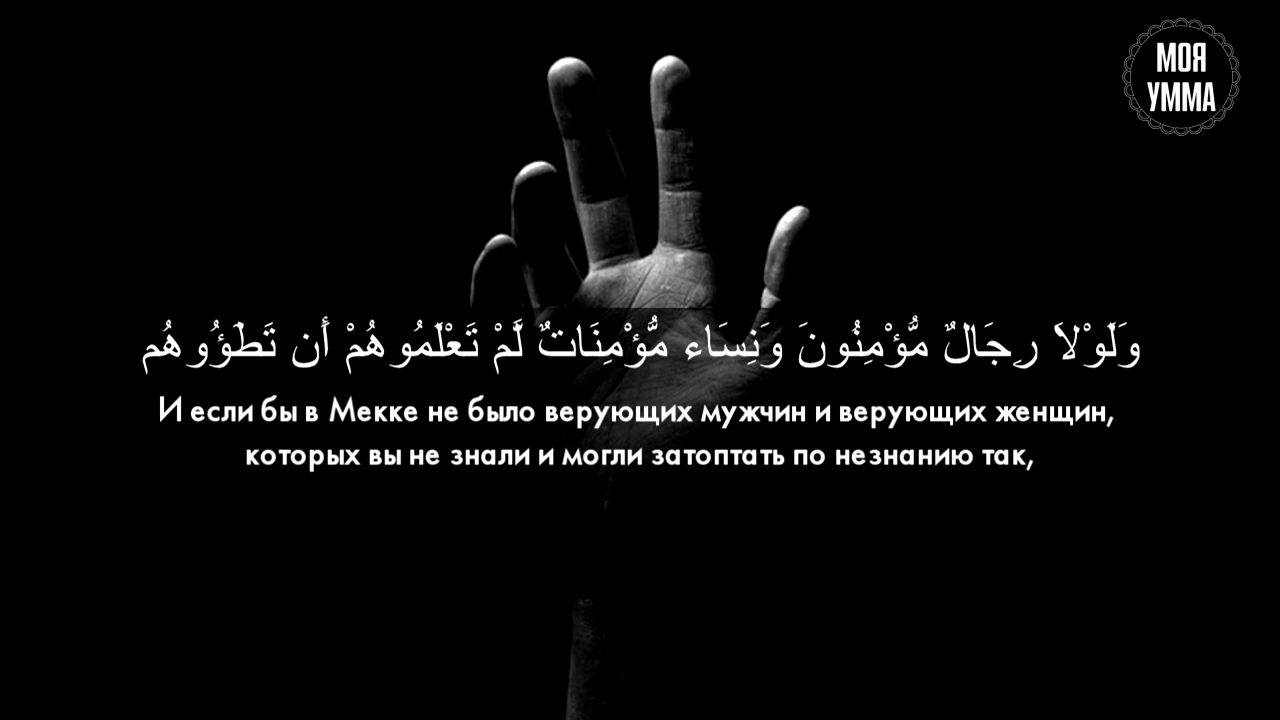 МОЯ
УММА
وَلَوْلاَ رِجَالٌ مُّؤْمِنُونَ وَنِسَاء مُّؤْمِنَاتٌ لَّمْ تَعْلَمُوهُمْ أَن تَطَؤُوهُم
И если бы в Мекке не было верующих мужчин и верующих женщин,
которых вы не знали и могли затоптать по незнанию так,